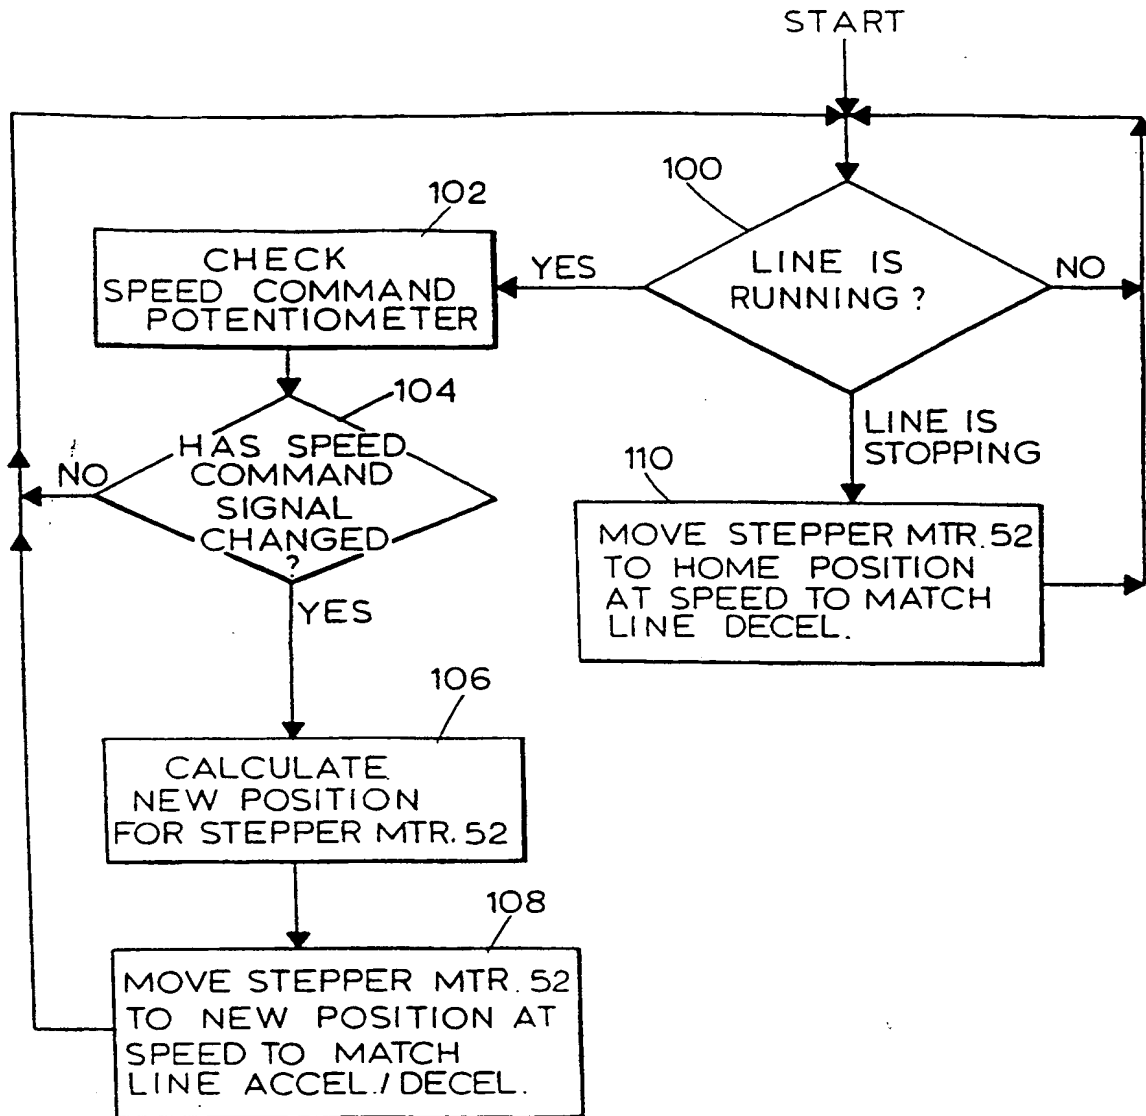 START
100
LINE IS
RUNNING ?
YES
NO
102
CHECK
SPEED COMMAND
POTENTIOMETER
104
HAS SPEED
COMMAND
SIGNAL
CHANGED
?
NO
YES
LINE IS
STOPPING
110
MOVE STEPPER MTR. 52
TO HOME POSITION
AT SPEED TO MATCH
LINE DECEL.
106
CALCULATE
NEW POSITION
FOR STEPPER MTR. 52
108
MOVE STEPPER MTR. 52
TO NEW POSITION AT
SPEED TO MATCH
LINE ACCEL./DECEL.